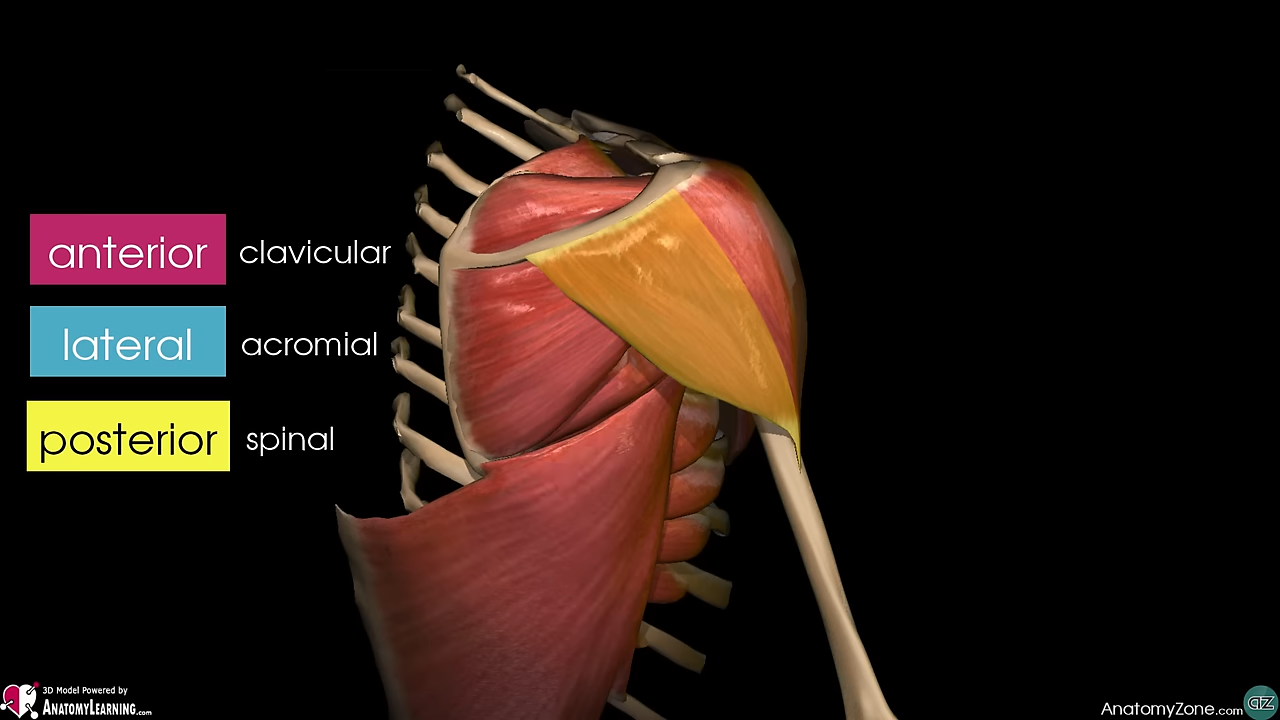 anterior clavicular
lateral acromial
posterior spinal
3D Model Powered by
ANATOMYLEARNING.com
AnatomyZone.com
AZ